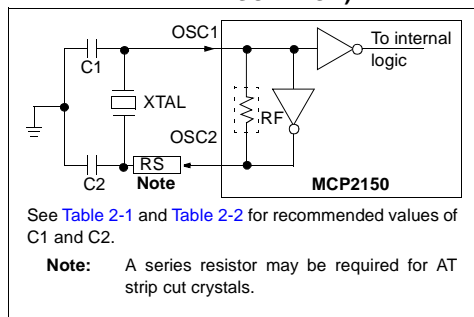 OSC1
To internal
logic
C1
XTAL
RF
OSC2
RS
C2
Note
MCP2150
See Table 2-1 and Table 2-2 for recommended values of
C1 and C2.
Note: A series resistor may be required for AT
strip cut crystals.